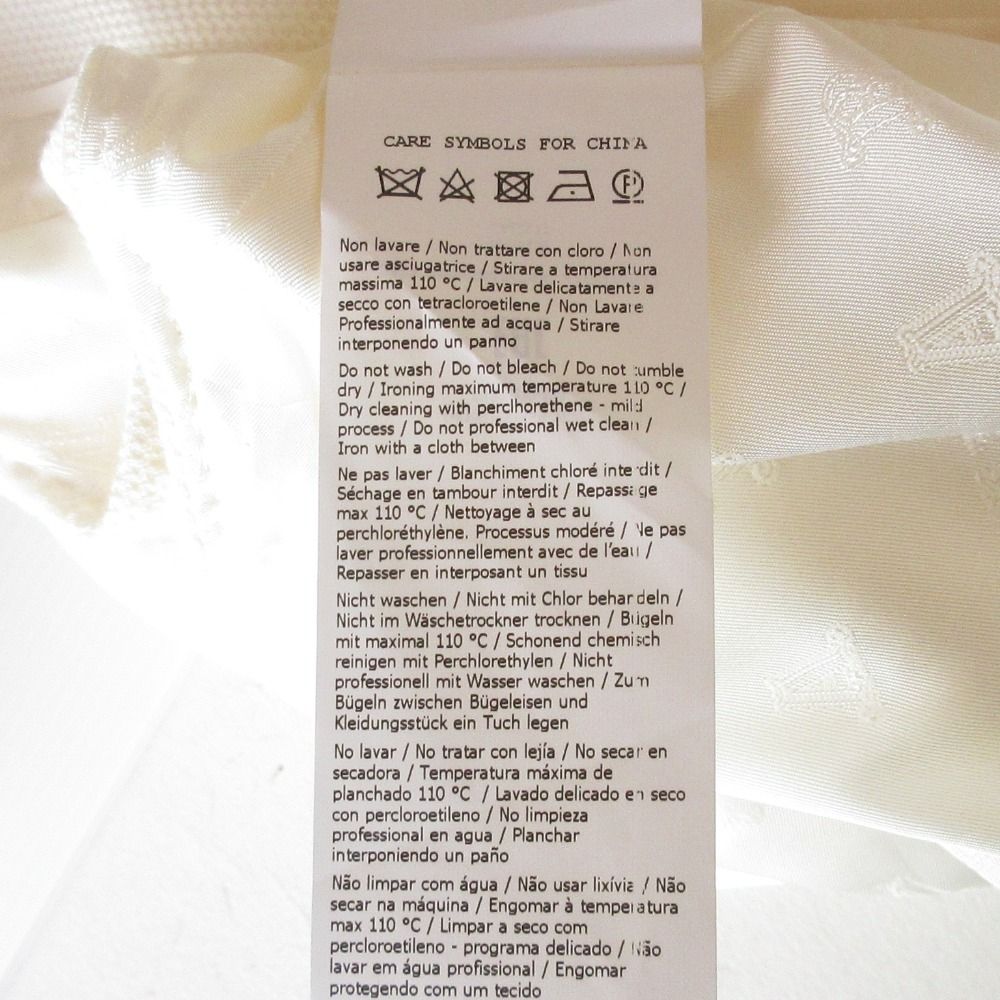 CARE SYMBOLS FOR CHINA
P
Non lavare / Non trattare con cloro / Non
usare asciugatrice / Stirare a temperatura
massima 110 °C / Lavare delicatamente a
secco con tetracloroetilene / Non Lavare
Professionalmente ad acqua / Stirare
interponendo un panno
Do not wash / Do not bleach / Do not tumble
dry / Ironing maximum temperature 110 °C /
Dry cleaning with perclhorethene - mild
process / Do not professional wet clean /
Iron with a cloth between
Ne pas laver / Blanchiment chloré interdit /
Séchage en tambour interdit / Repassage
max 110 °C / Nettoyage à sec au
perchloréthylène. Processus modéré / Ne pas
laver professionnellement avec de l'eau /
Repasser en interposant un tissu
Nicht waschen / Nicht mit Chlor behandeln /
Nicht im Wäschetrockner trocknen / Bügeln
mit maximal 110 °C / Schonend chemisch
reinigen mit Perchlorethylen / Nicht
professionell mit Wasser waschen / Zum
Bügeln zwischen Bügeleisen und
Kleidungsstück ein Tuch legen
No lavar / No tratar con lejía / No secar en
secadora / Temperatura máxima de
planchado 110 °C / Lavado delicado en seco
con percloroetileno / No limpieza
professional en agua / Planchar
interponiendo un paño
Não limpar com água / Não usar lixívia / Não
secar na máquina / Engomar à temperatura
max 110 °C / Limpar a seco com
percloroetileno - programa delicado / Não
lavar em água profissional / Engomar
protegendo com um tecido